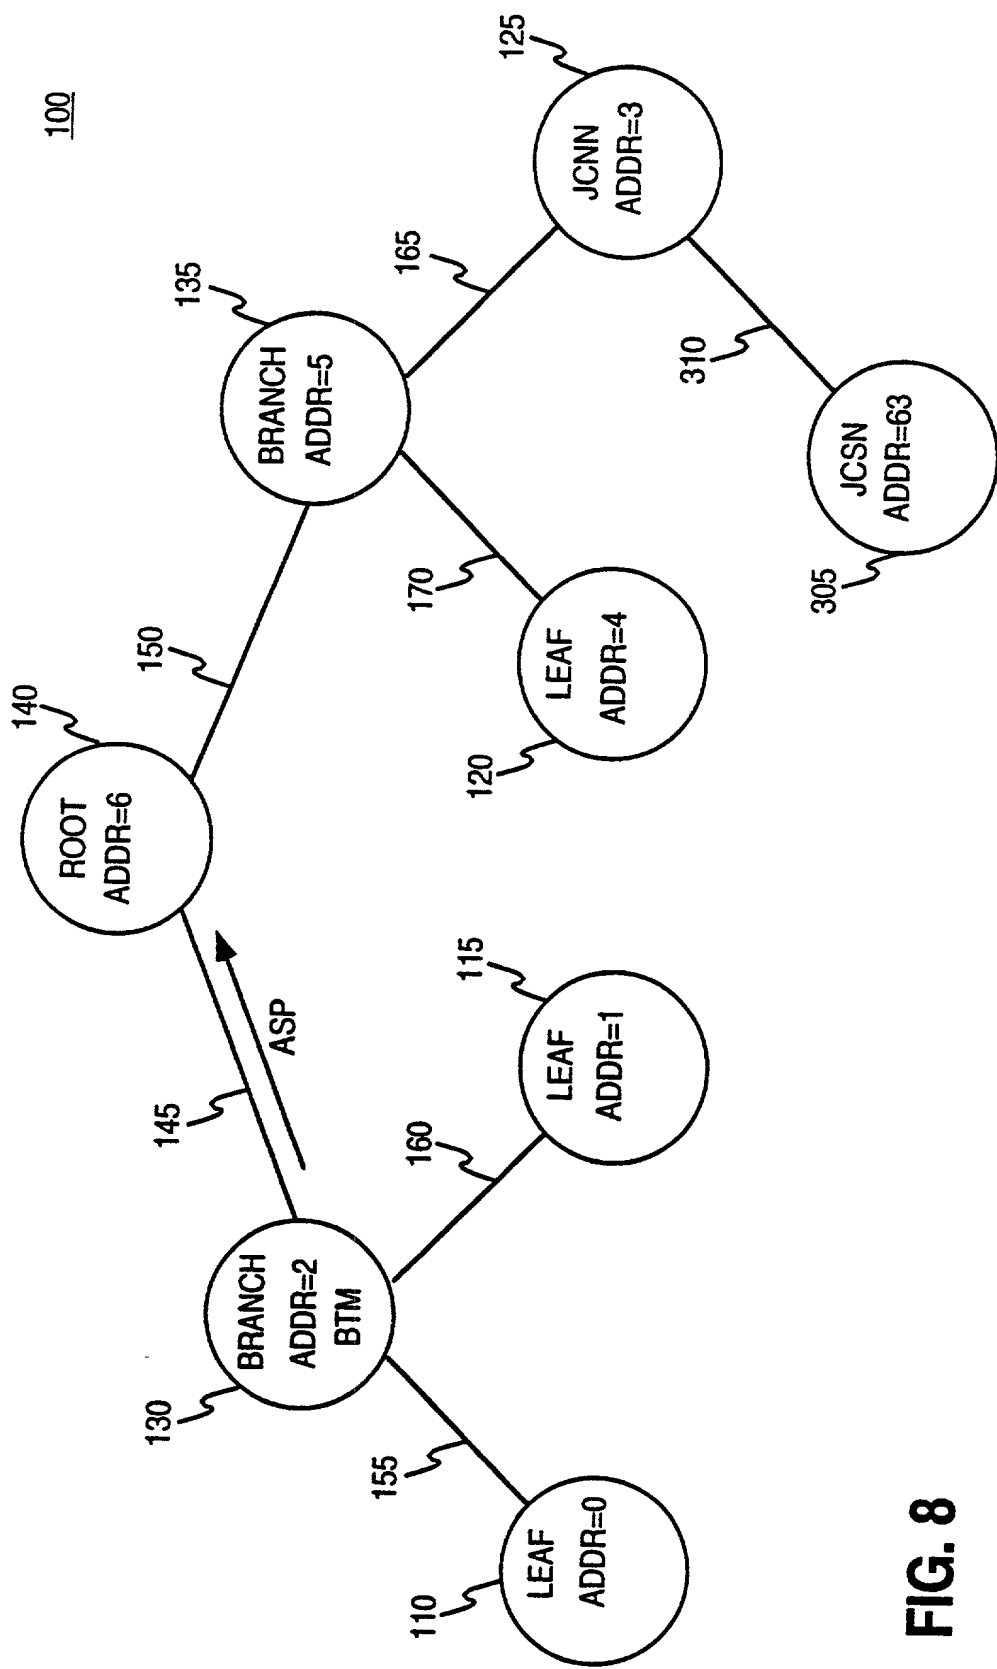 100
140
ROOT
ADDR=6
145
ASP
150
130
BRANCH
ADDR=2
BTM
135
BRANCH
ADDR=5
155
160
170
165
110
LEAF
ADDR=0
115
LEAF
ADDR=1
120
LEAF
ADDR=4
125
JCNN
ADDR=3
310
305
JCSN
ADDR=63
FIG. 8